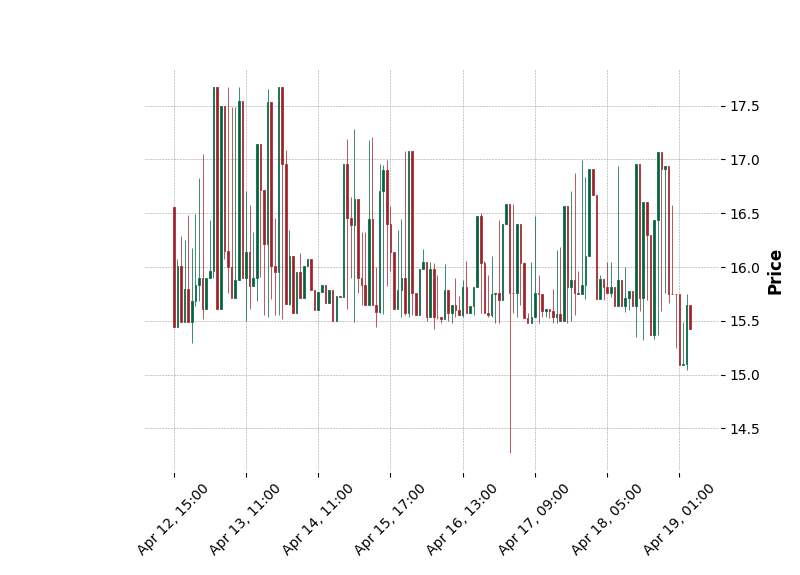 17.5
17.0
16.5
16.0
15.5
15.0
14.5
Price
Apr 12, 15:00
Apr 13, 11:00
Apr 14, 11:00
Apr 15, 17:00
Apr 16, 13:00
Apr 17, 09:00
Apr 18, 05:00
Apr 19, 01:00